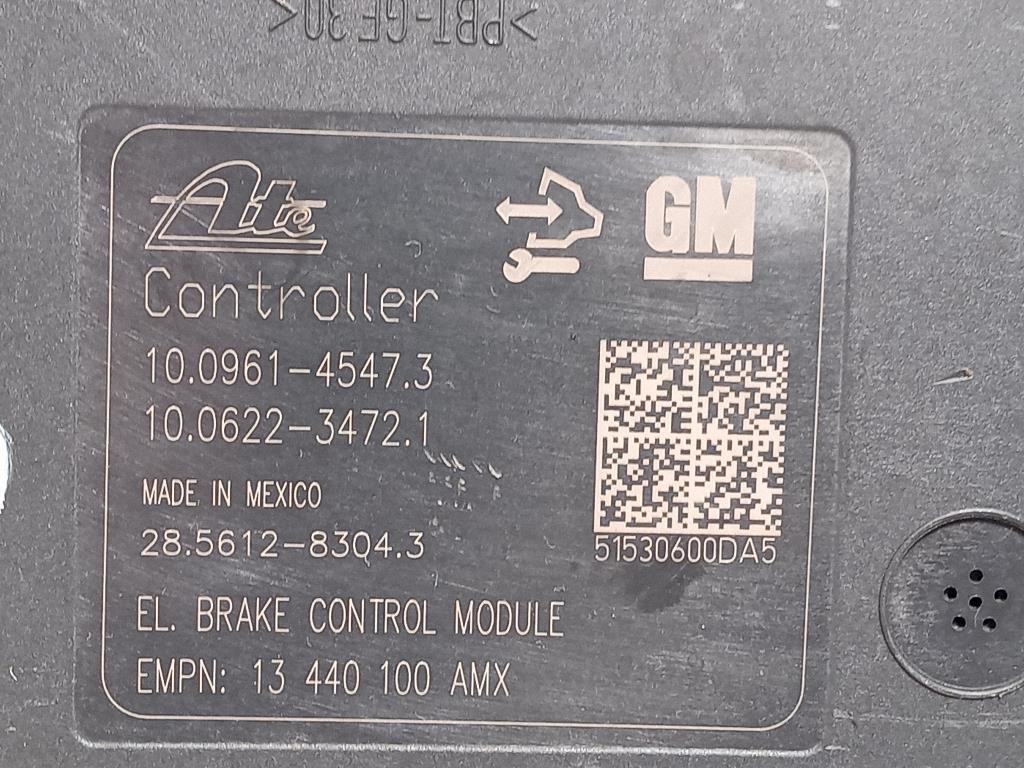 >PBT-GF30<
Ate
GM
Controller
10.0961-4547.3
10.0622-3472.1
MADE IN MEXICO
28.5612-8304.3
51530600DA5
EL. BRAKE CONTROL MODULE
EMPN: 13 440 100 AMX